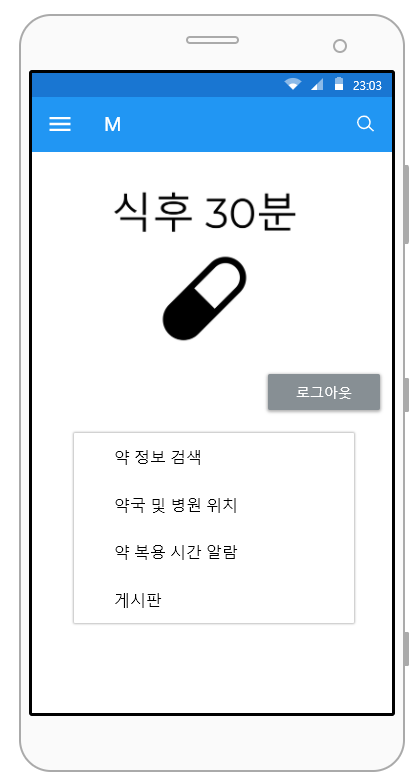 23:03
M
식후 30분
로그아웃
약 정보 검색
약국 및 병원 위치
약 복용 시간 알람
게시판